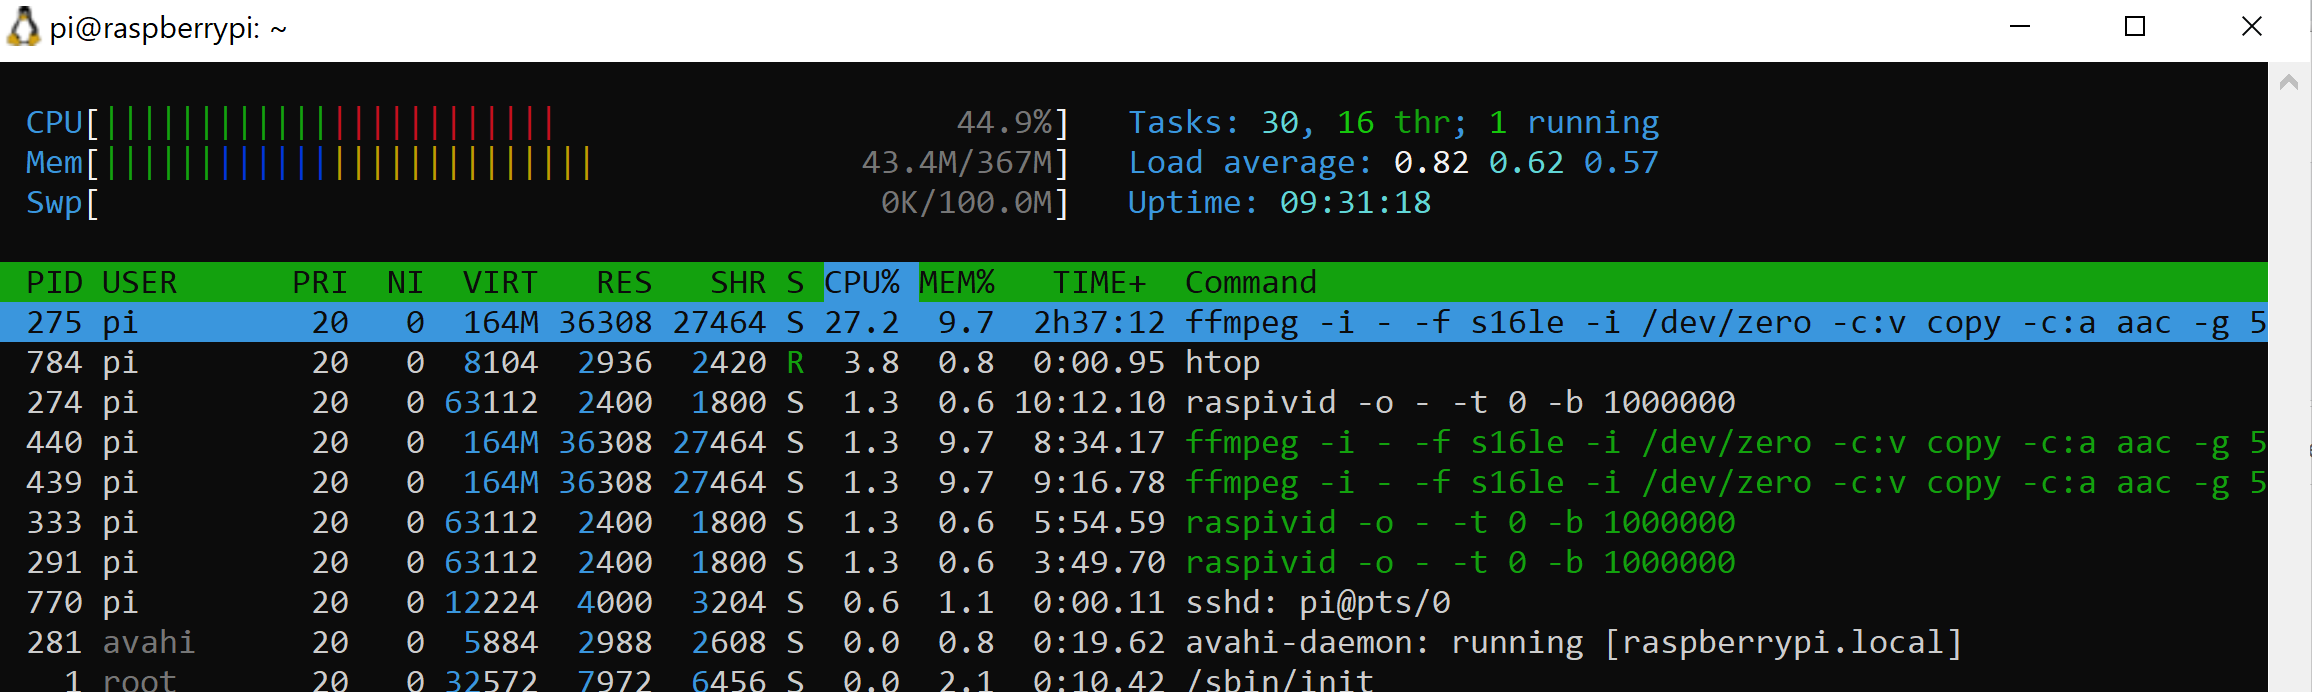 pi@raspberrypi: ~
CPU[||||||||||||||||||||||||                     44.9%]   Tasks: 30, 16 thr; 1 running
Mem[||||||||||||||||||||||||||              43.4M/367M]   Load average: 0.82 0.62 0.57
Swp[                                         0K/100.0M]   Uptime: 09:31:18
PID USER      PRI  NI  VIRT   RES   SHR S CPU% MEM%   TIME+  Command
275 pi         20   0  164M 36308 27464 S 27.2  9.7  2h37:12 ffmpeg -i - -f s16le -i /dev/zero -c:v copy -c:a aac -g 5
784 pi         20   0  8104  2936  2420 R  3.8  0.8  0:00.95 htop
274 pi         20   0 63112  2400  1800 S  1.3  0.6 10:12.10 raspivid -o - -t 0 -b 1000000
440 pi         20   0  164M 36308 27464 S  1.3  9.7  8:34.17 ffmpeg -i - -f s16le -i /dev/zero -c:v copy -c:a aac -g 5
439 pi         20   0  164M 36308 27464 S  1.3  9.7  9:16.78 ffmpeg -i - -f s16le -i /dev/zero -c:v copy -c:a aac -g 5
333 pi         20   0 63112  2400  1800 S  1.3  0.6  5:54.59 raspivid -o - -t 0 -b 1000000
291 pi         20   0 63112  2400  1800 S  1.3  0.6  3:49.70 raspivid -o - -t 0 -b 1000000
770 pi         20   0 12224  4000  3204 S  0.6  1.1  0:00.11 sshd: pi@pts/0
281 avahi      20   0  5884  2988  2608 S  0.0  0.8  0:19.62 avahi-daemon: running [raspberrypi.local]
1 root       20   0 32572  7972  6456 S  0.0  2.1  0:10.42 /sbin/init